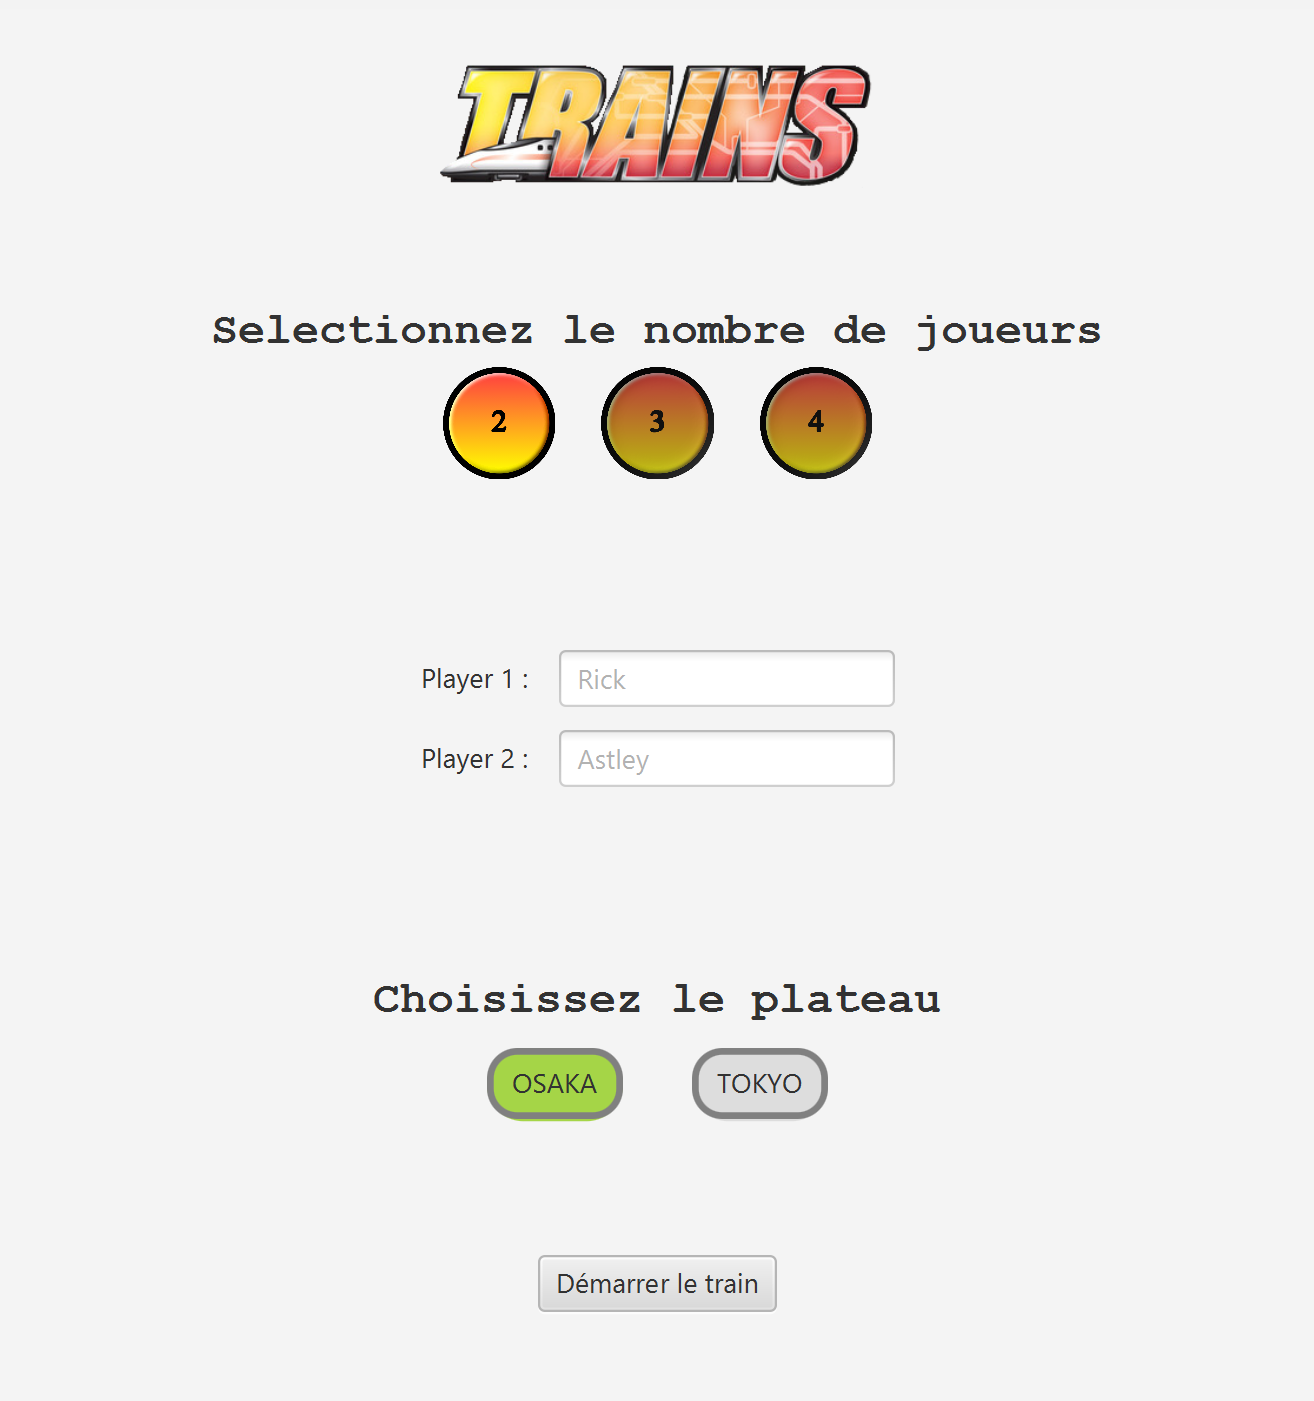 TRAINS
Selectionnez le nombre de joueurs
2 3 4
Player 1 : Rick
Player 2 : Astley
Choisissez le plateau
OSAKA TOKYO
Démarrer le train